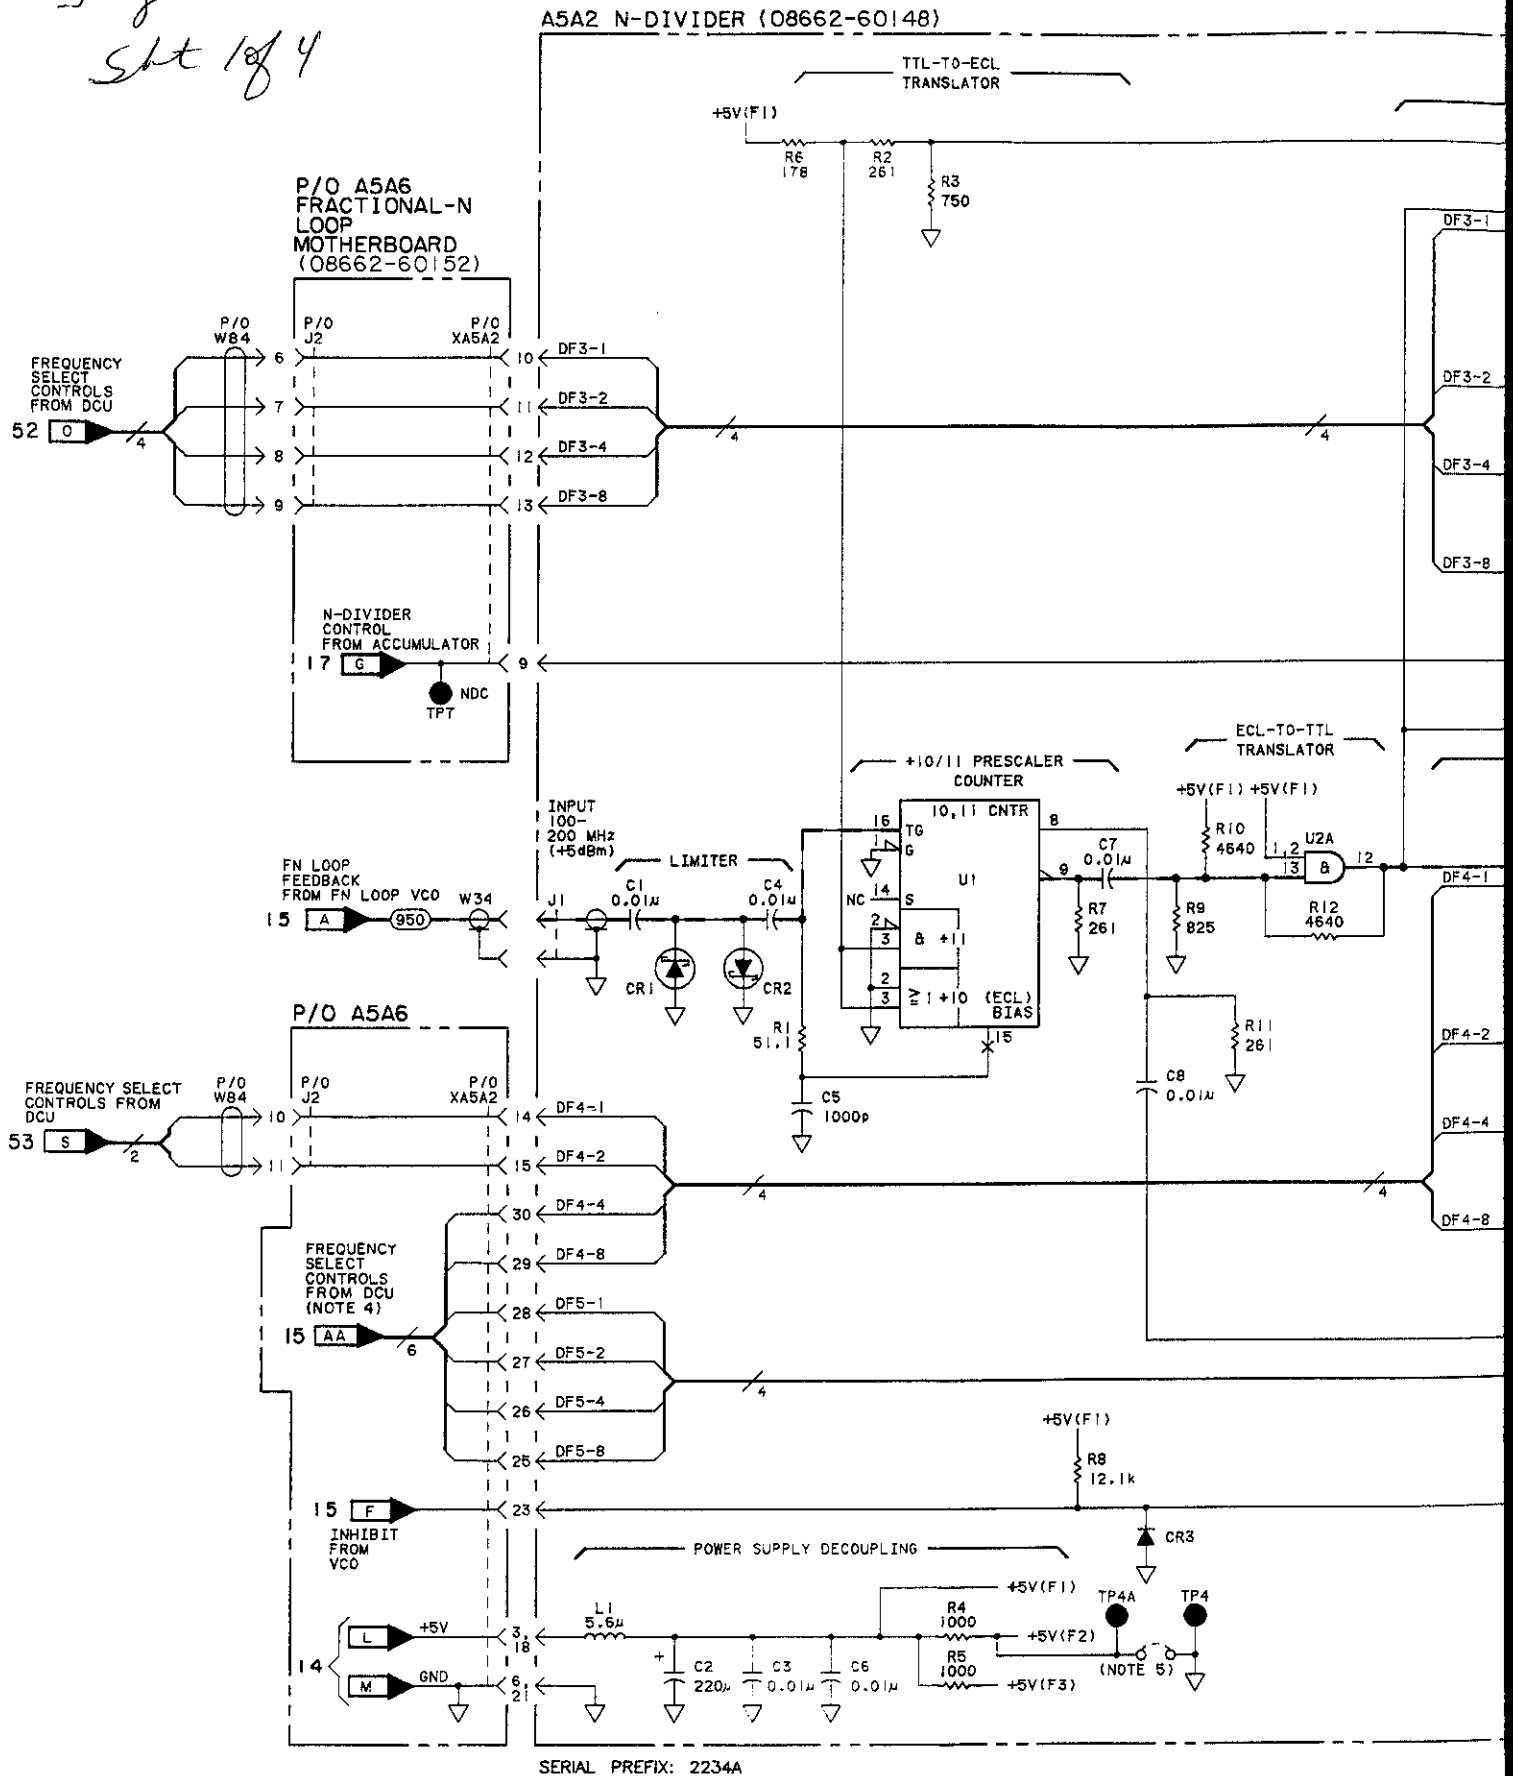 Sht 1 of 4
A5A2 N-DIVIDER (08662-60148)
TTL-TO-ECL
TRANSLATOR
+5V(F1)
R6
178
R2
261
R3
750
P/O A5A6
FRACTIONAL-N
LOOP
MOTHERBOARD
(08662-60152)
DF3-1
DF3-2
DF3-4
DF3-8
P/O
W84
P/O
J2
P/O
XA5A2
FREQUENCY
SELECT
CONTROLS
FROM DCU
52 O
4
6
7
8
9
10 DF3-1
11 DF3-2
12 DF3-4
13 DF3-8
4
4
N-DIVIDER
CONTROL
FROM ACCUMULATOR
17 G
9
NDC
TP7
ECL-TO-TTL
TRANSLATOR
÷10/11 PRESCALER
COUNTER
+5V(F1) +5V(F1)
INPUT
100-
200 MHz
(+5dBm)
LIMITER
10,11 CNTR
16 TG
1 G
U1
NC 14 S
2
3
& ÷11
2
3
≥1 ÷10 (ECL)
BIAS
15
8
9
C7
0.01µ
R10
4640
U2A
1,2
13
&
12
R7
261
R9
825
R12
4640
DF4-1
FN LOOP
FEEDBACK
FROM FN LOOP VCO
15 A
950
W34
J1
C1
0.01µ
C4
0.01µ
CR1
CR2
R1
51.1
C5
1000p
R11
261
C8
0.01µ
DF4-2
DF4-4
DF4-8
P/O A5A6
FREQUENCY SELECT
CONTROLS FROM
DCU
P/O
W84
P/O
J2
P/O
XA5A2
53 S
2
10
11
14 DF4-1
15 DF4-2
30 DF4-4
29 DF4-8
4
4
FREQUENCY
SELECT
CONTROLS
FROM DCU
(NOTE 4)
15 AA
6
28 DF5-1
27 DF5-2
26 DF5-4
25 DF5-8
4
+5V(F1)
R8
12.1k
15 F
23
INHIBIT
FROM
VCO
CR3
POWER SUPPLY DECOUPLING
14
L +5V
3,
18
M GND
6,
21
L1
5.6µ
+
C2
220µ
C3
0.01µ
C6
0.01µ
+5V(F1)
R4
1000
+5V(F2)
R5
1000
+5V(F3)
TP4A
TP4
(NOTE 5)
SERIAL PREFIX: 2234A